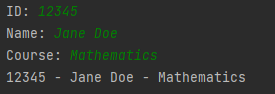 ID: 12345
Name: Jane Doe
Course: Mathematics
12345 - Jane Doe - Mathematics